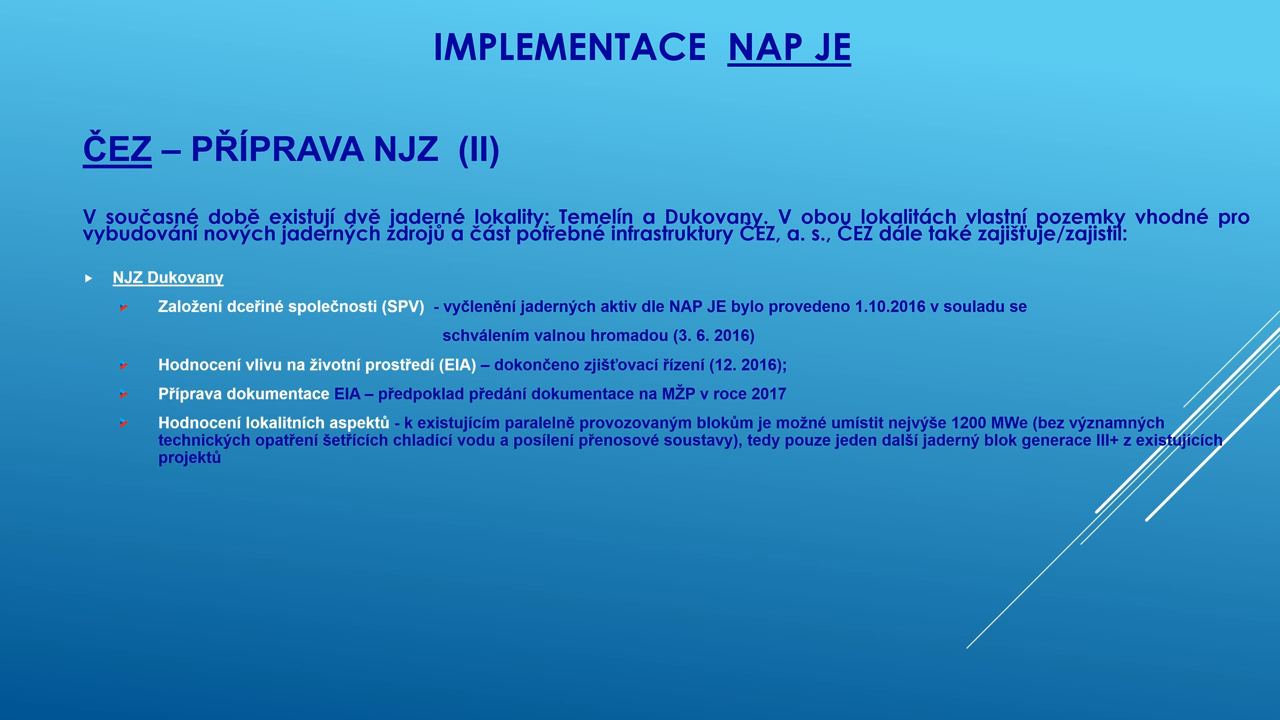 IMPLEMENTACE NAP JE
ČEZ – PŘÍPRAVA NJZ (II)
V současné době existují dvě jaderné lokality: Temelín a Dukovany. V obou lokalitách vlastní pozemky vhodné pro
vybudování nových jaderných zdrojů a část potřebné infrastruktury ČEZ, a. s., ČEZ dále také zajišťuje/zajistil:
NJZ Dukovany
Založení dceřiné společnosti (SPV) - vyčlenění jaderných aktiv dle NAP JE bylo provedeno 1.10.2016 v souladu se
schválením valnou hromadou (3. 6. 2016)
Hodnocení vlivu na životní prostředí (EIA) – dokončeno zjišťovací řízení (12. 2016);
Příprava dokumentace EIA – předpoklad předání dokumentace na MŽP v roce 2017
Hodnocení lokalitních aspektů - k existujícím paralelně provozovaným blokům je možné umístit nejvýše 1200 MWe (bez významných
technických opatření šetřících chladící vodu a posílení přenosové soustavy), tedy pouze jeden další jaderný blok generace III+ z existujících
projektů